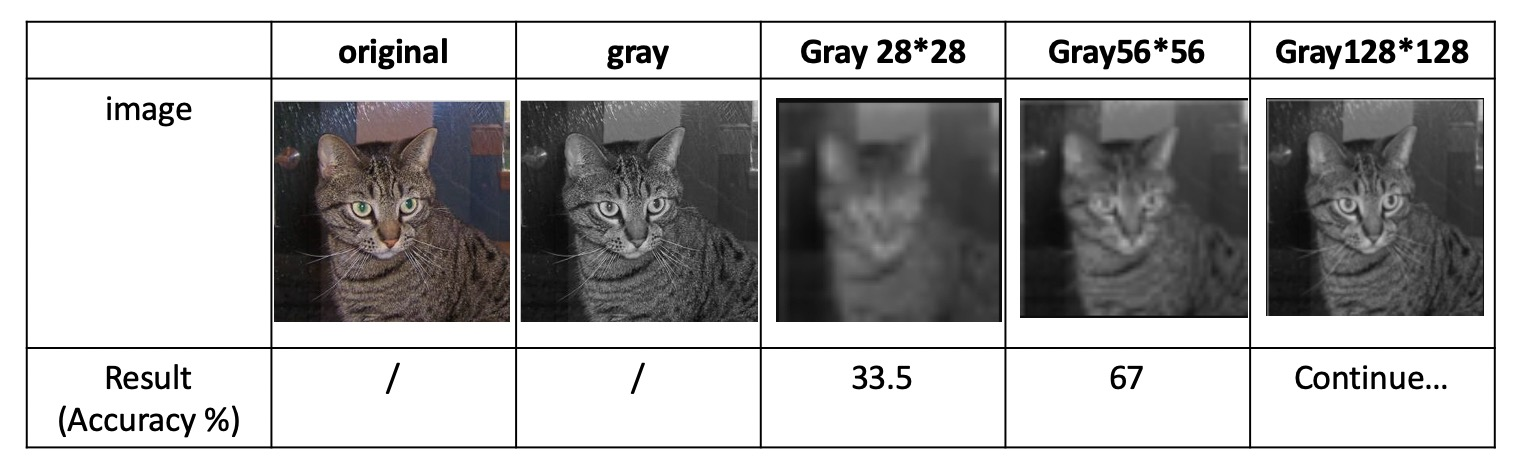 original gray Gray 28*28 Gray56*56 Gray128*128
image
Result / / 33.5 67 Continue...
(Accuracy %)